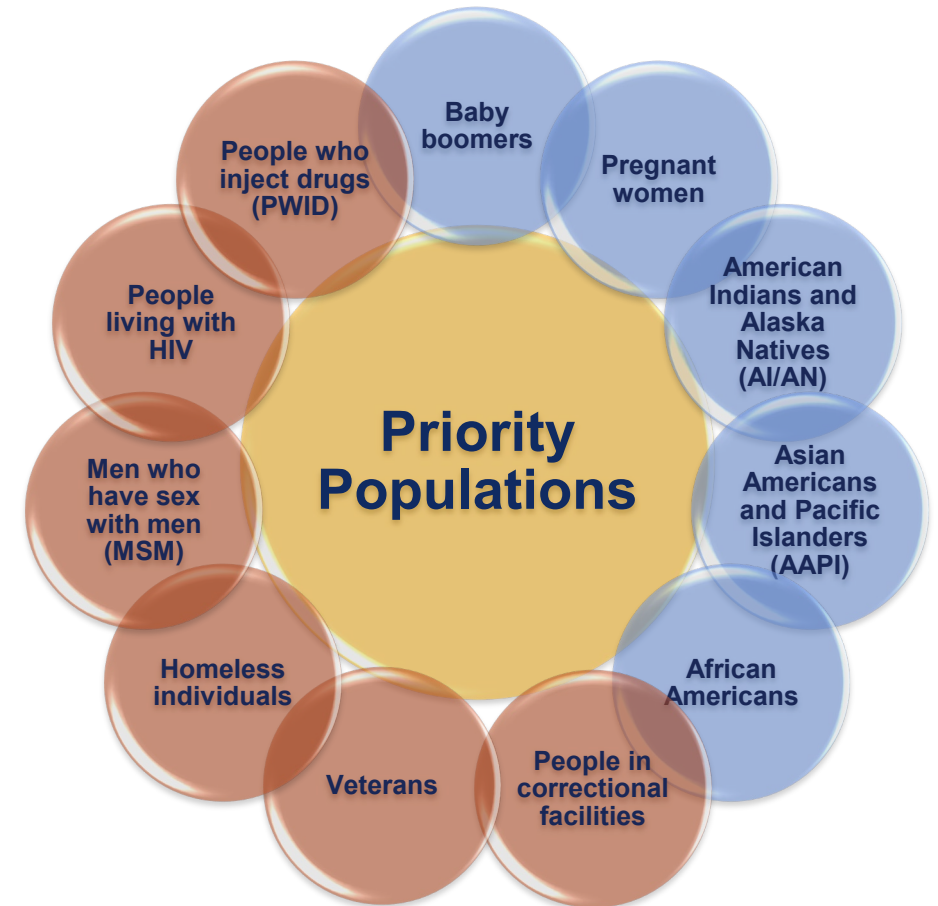 Baby
boomers
Pregnant
women
American
Indians and
Alaska
Natives
(AI/AN)
Asian
Americans
and Pacific
Islanders
(AAPI)
African
Americans
People in
correctional
facilities
Veterans
Homeless
individuals
Men who
have sex
with men
(MSM)
People
living with
HIV
People who
inject drugs
(PWID)
Priority
Populations